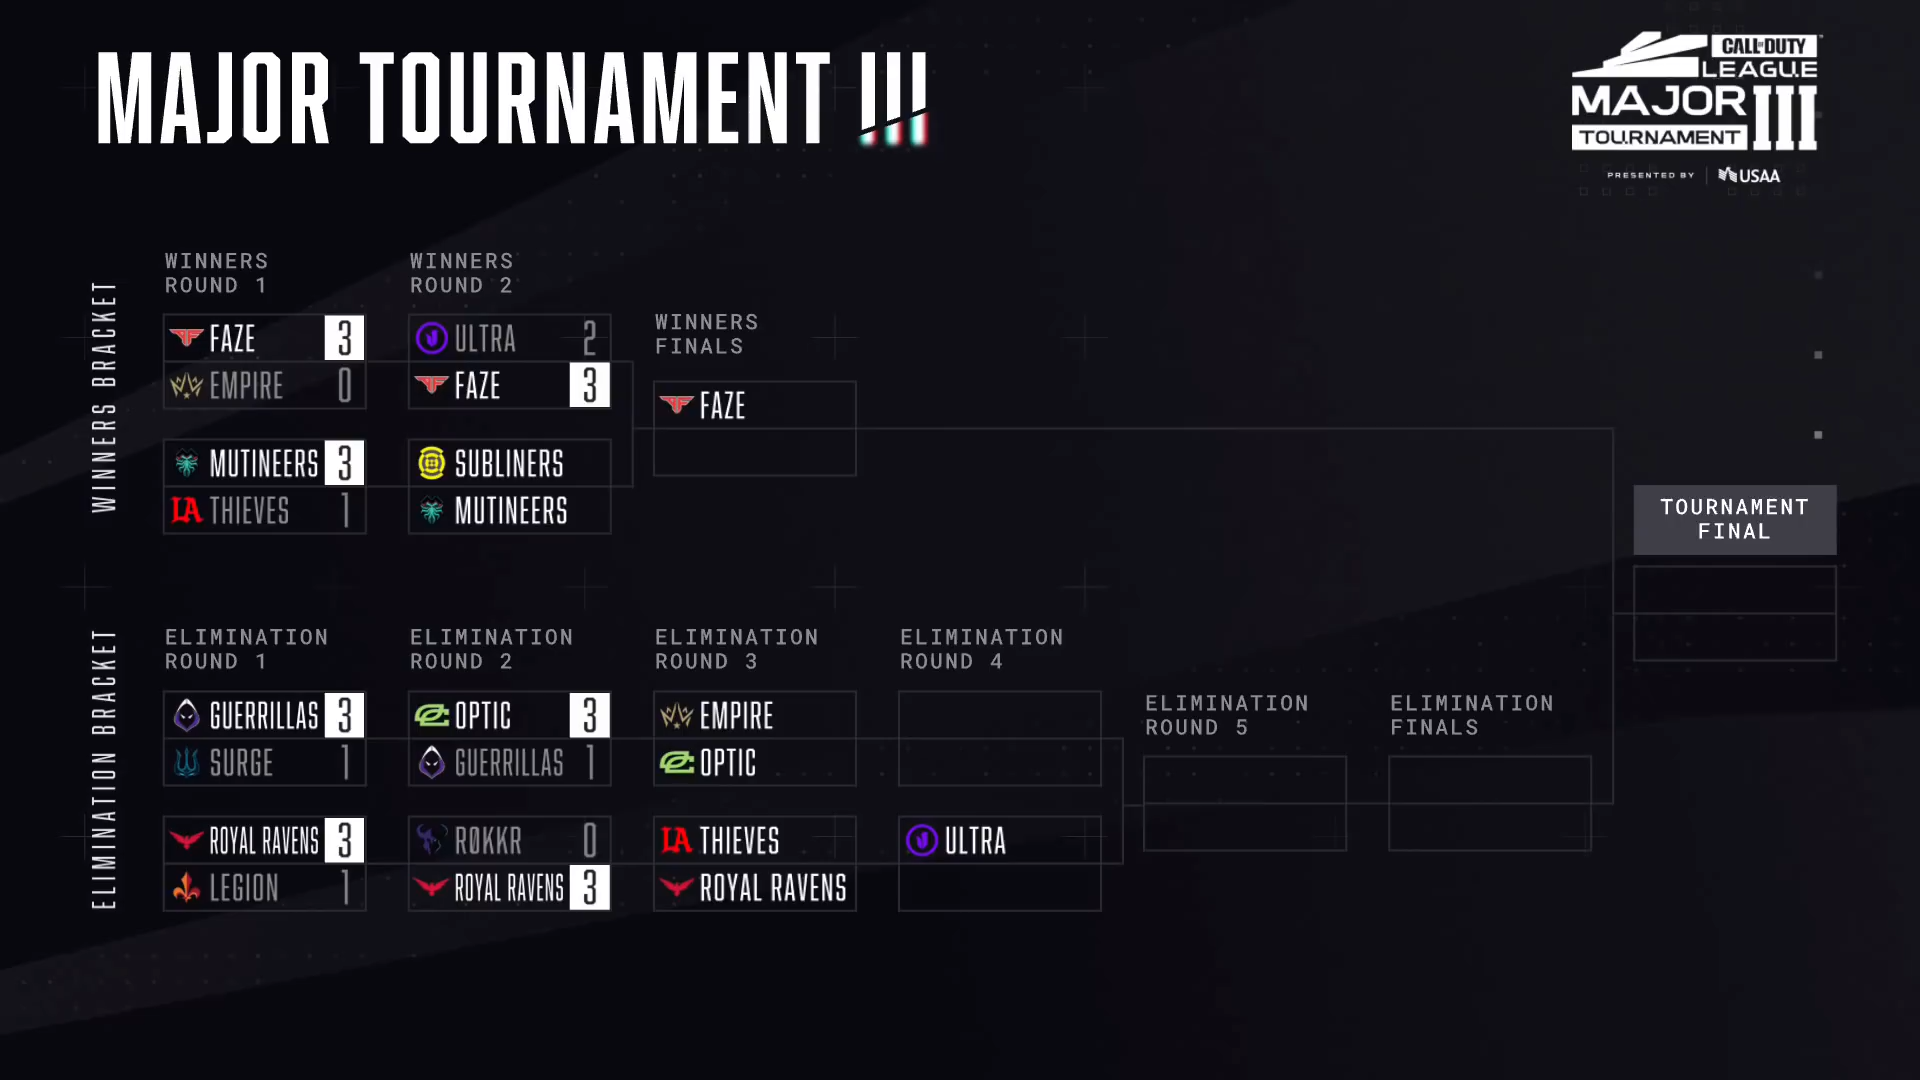 MAJOR TOURNAMENT III
CALL OF DUTY
LEAGUE
MAJOR III
TOURNAMENT
PRESENTED BY USAA
WINNERS BRACKET
WINNERS
ROUND 1
FAZE 3
EMPIRE 0
MUTINEERS 3
LA THIEVES 1
WINNERS
ROUND 2
ULTRA 2
FAZE 3
SUBLINERS
MUTINEERS
WINNERS
FINALS
FAZE
TOURNAMENT
FINAL
ELIMINATION BRACKET
ELIMINATION
ROUND 1
GUERRILLAS 3
SURGE 1
ROYAL RAVENS 3
LEGION 1
ELIMINATION
ROUND 2
OPTIC 3
GUERRILLAS 1
RØKKR 0
ROYAL RAVENS 3
ELIMINATION
ROUND 3
EMPIRE
OPTIC
LA THIEVES
ROYAL RAVENS
ELIMINATION
ROUND 4
ULTRA
ELIMINATION
ROUND 5
ELIMINATION
FINALS